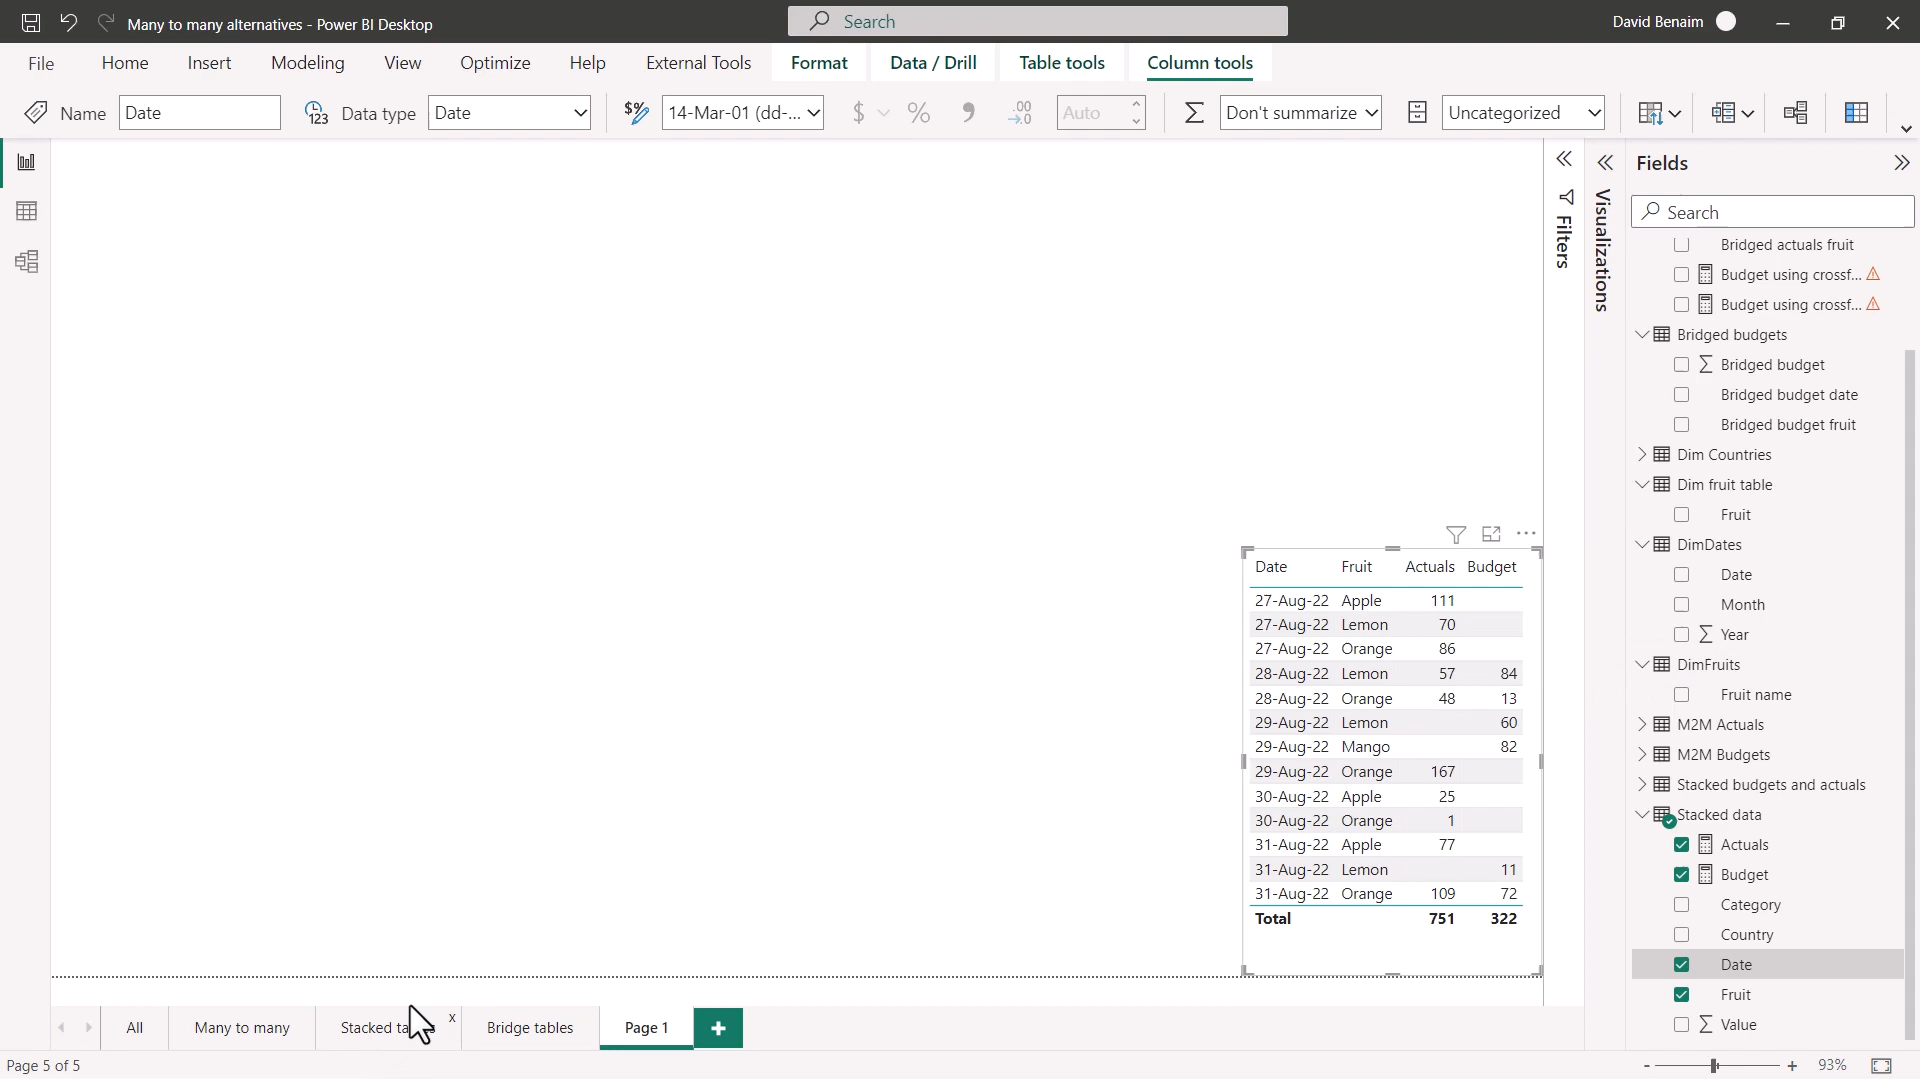 Many to many alternatives - Power BI Desktop
Search
David Benaim
File Home Insert Modeling View Optimize Help External Tools Format Data / Drill Table tools Column tools
Name Date Data type Date 14-Mar-01 (dd-... $ % Auto Don't summarize Uncategorized
Filters
Visualizations
Fields
Search
Bridged actuals fruit
Budget using crossf...
Budget using crossf...
Bridged budgets
Bridged budget
Bridged budget date
Bridged budget fruit
Dim Countries
Dim fruit table
Fruit
DimDates
Date
Month
Year
DimFruits
Fruit name
M2M Actuals
M2M Budgets
Stacked budgets and actuals
Stacked data
Actuals
Budget
Category
Country
Date
Fruit
Value
Date Fruit Actuals Budget
27-Aug-22 Apple 111
27-Aug-22 Lemon 70
27-Aug-22 Orange 86
28-Aug-22 Lemon 57 84
28-Aug-22 Orange 48 13
29-Aug-22 Lemon 60
29-Aug-22 Mango 82
29-Aug-22 Orange 167
30-Aug-22 Apple 25
30-Aug-22 Orange 1
31-Aug-22 Apple 77
31-Aug-22 Lemon 11
31-Aug-22 Orange 109 72
Total 751 322
All Many to many Stacked x Bridge tables Page 1 +
Page 5 of 5
- + 93%